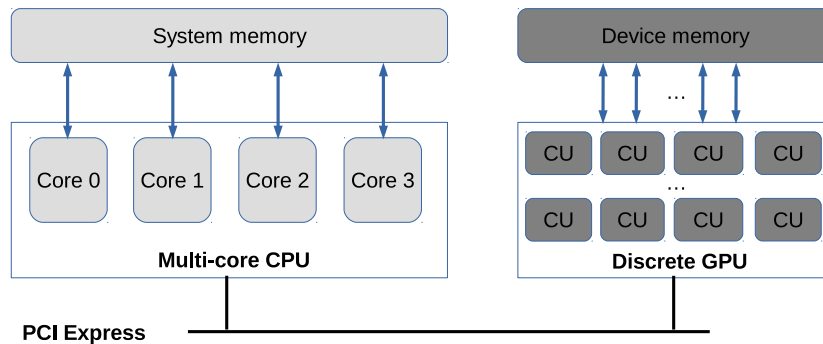 System memory
Device memory
...
Core 0 Core 1 Core 2 Core 3
CU CU CU CU
...
CU CU CU CU
Multi-core CPU
Discrete GPU
PCI Express